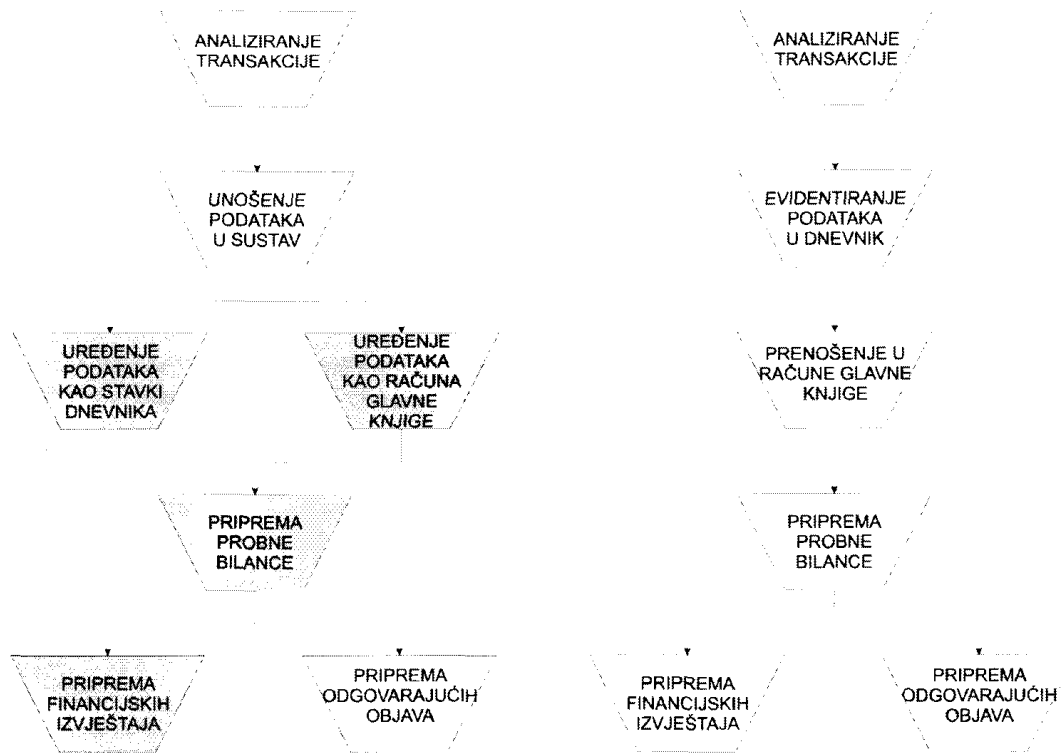 ANALIZIRANJE
TRANSAKCIJE
ANALIZIRANJE
TRANSAKCIJE
UNOŠENJE
PODATAKA
U SUSTAV
EVIDENTIRANJE
PODATAKA
U DNEVNIK
UREĐENJE
PODATAKA
KAO STAVKI
DNEVNIKA
UREĐENJE
PODATAKA
KAO RAČUNA
GLAVNE
KNJIGE
PRENOŠENJE U
RAČUNE GLAVNE
KNJIGE
PRIPREMA
PROBNE
BILANCE
PRIPREMA
PROBNE
BILANCE
PRIPREMA
FINANCIJSKIH
IZVJEŠTAJA
PRIPREMA
ODGOVARAJUĆIH
OBJAVA
PRIPREMA
FINANCIJSKIH
IZVJEŠTAJA
PRIPREMA
ODGOVARAJUĆIH
OBJAVA